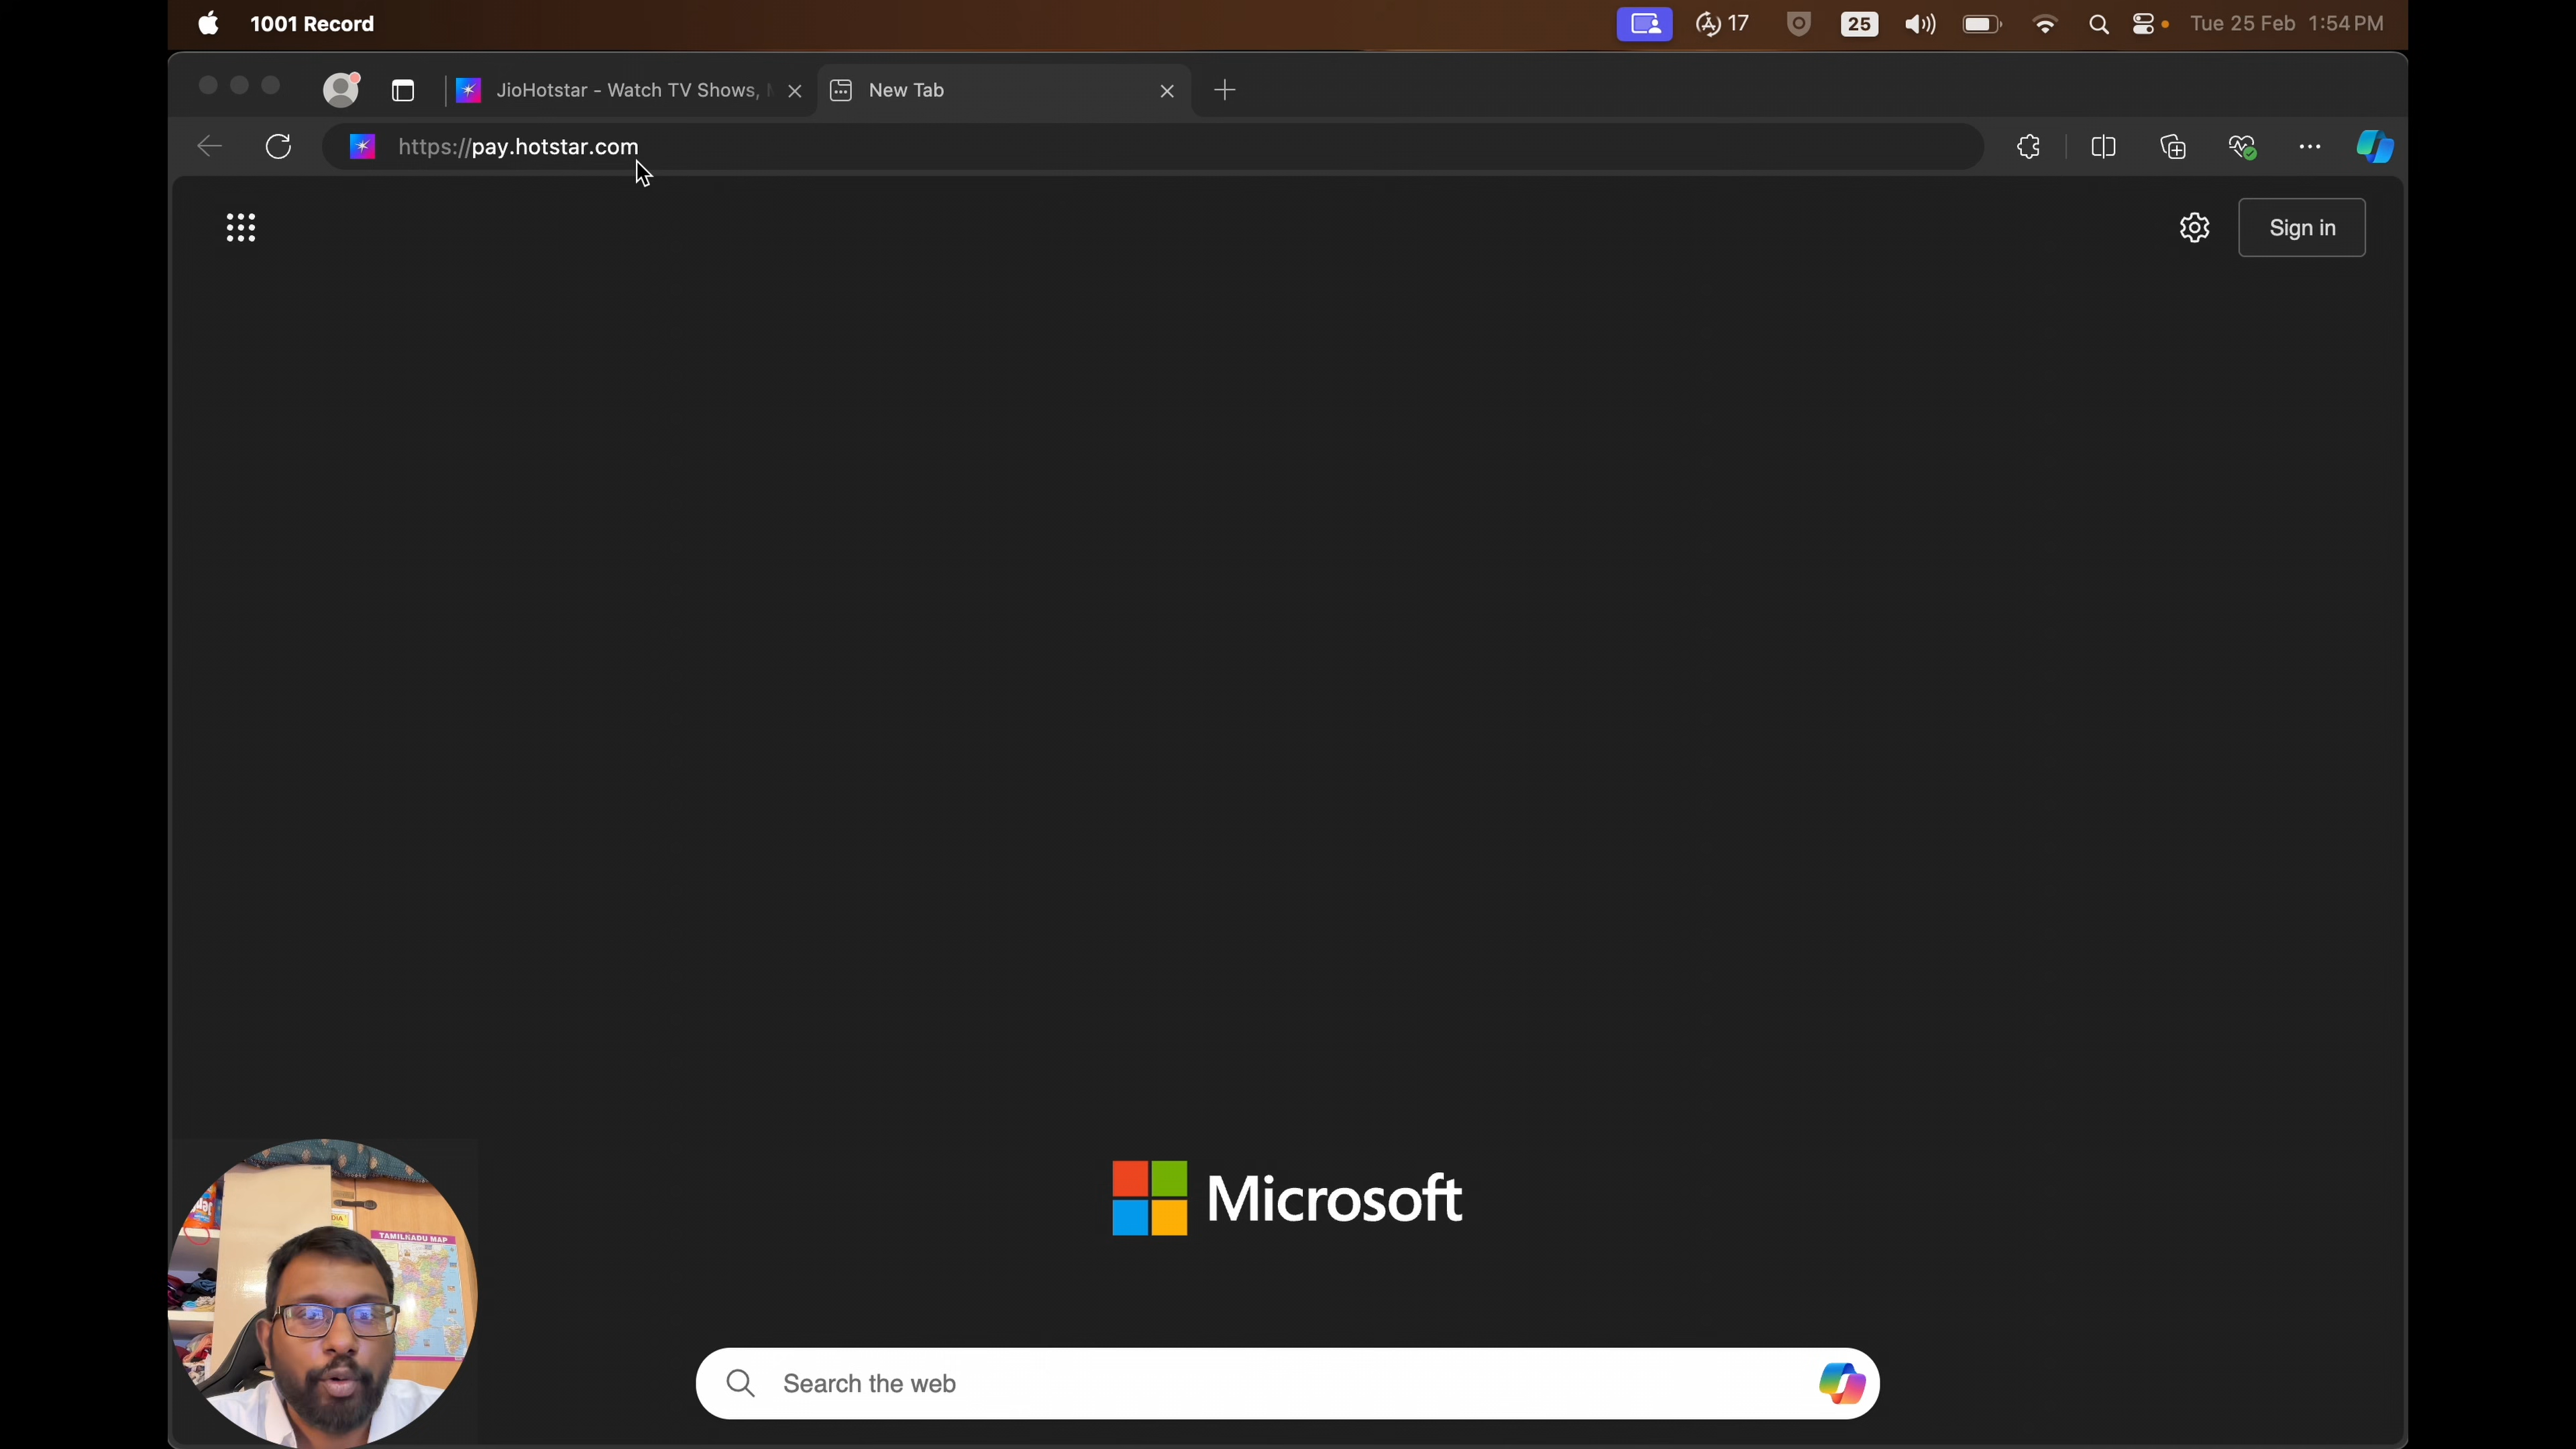 1001 Record
17
25
Tue 25 Feb 1:54 PM
JioHotstar - Watch TV Shows,
New Tab
https://pay.hotstar.com
Sign in
Microsoft
TAMILNADU MAP
Search the web